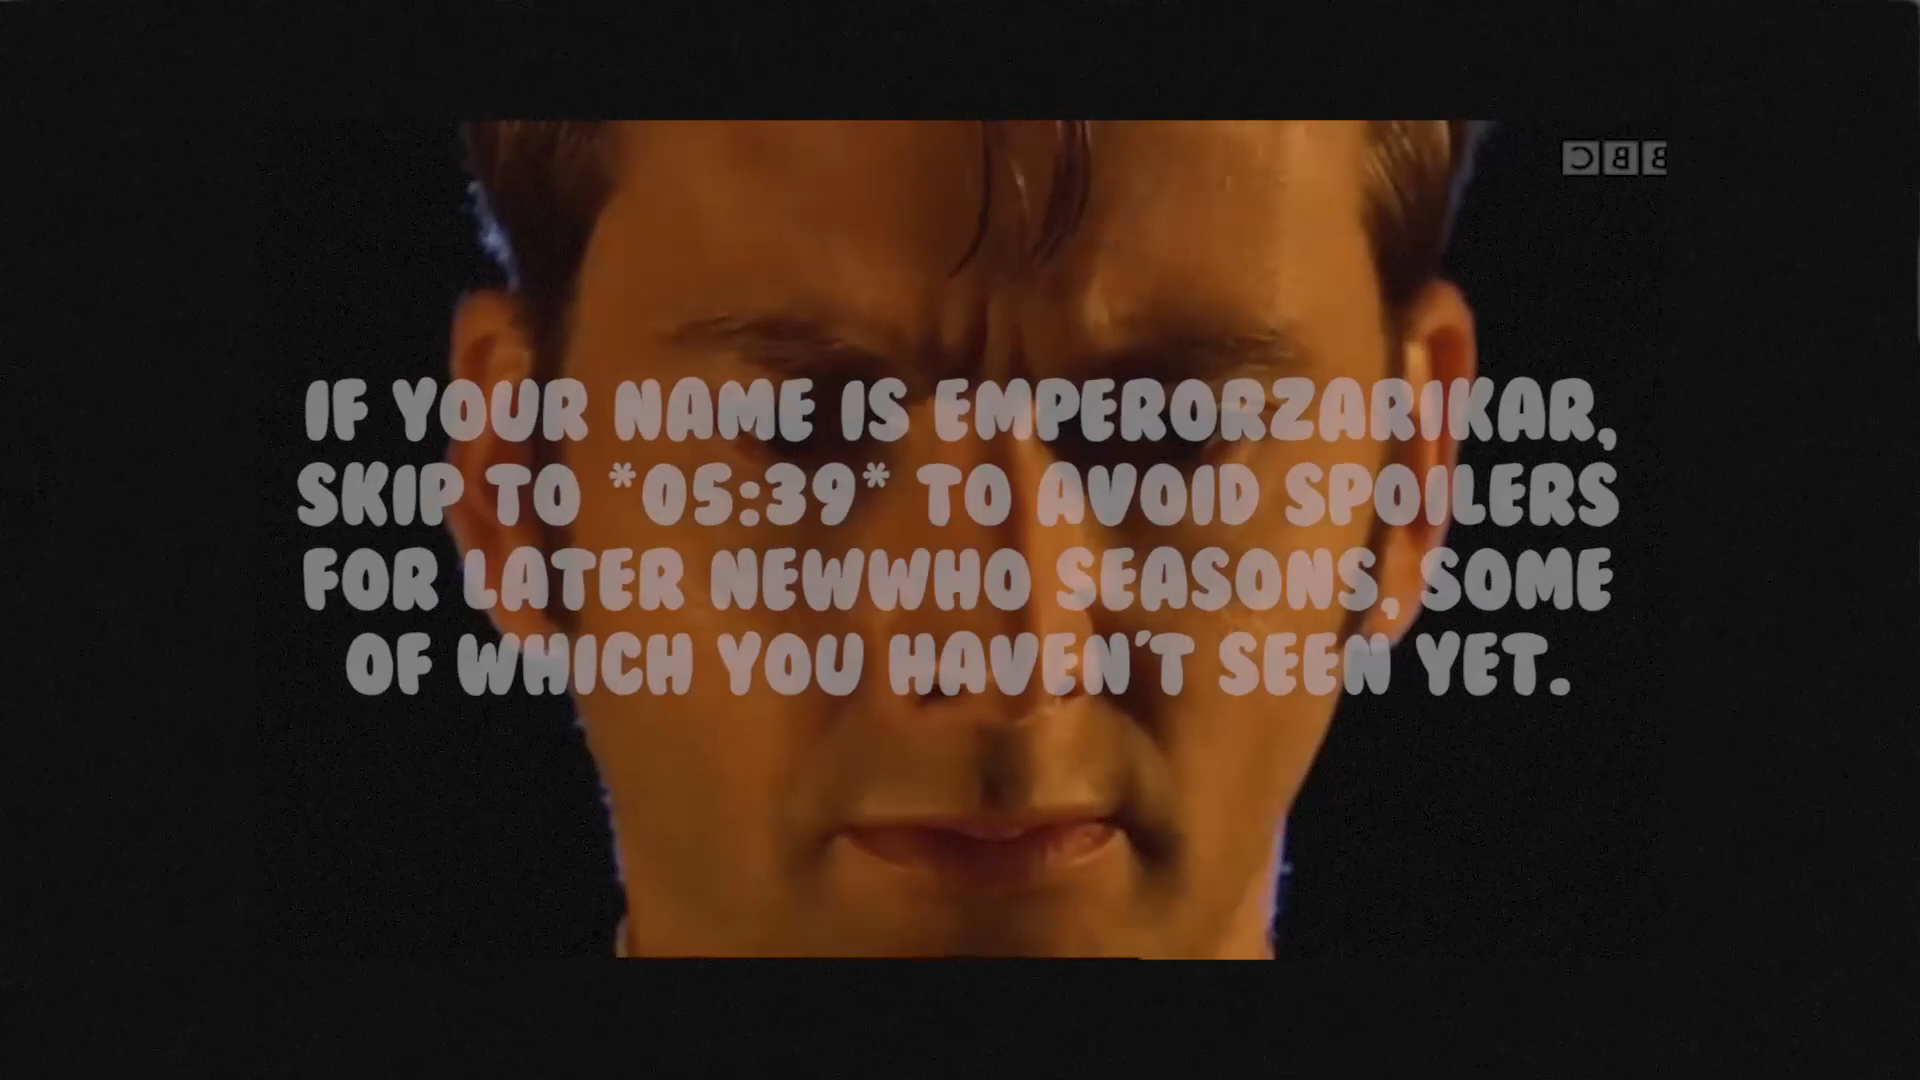 BBC
IF YOUR NAME IS EMPERORZARIKAR,
SKIP TO *05:39* TO AVOID SPOILERS
FOR LATER NEWWHO SEASONS, SOME
OF WHICH YOU HAVEN'T SEEN YET.